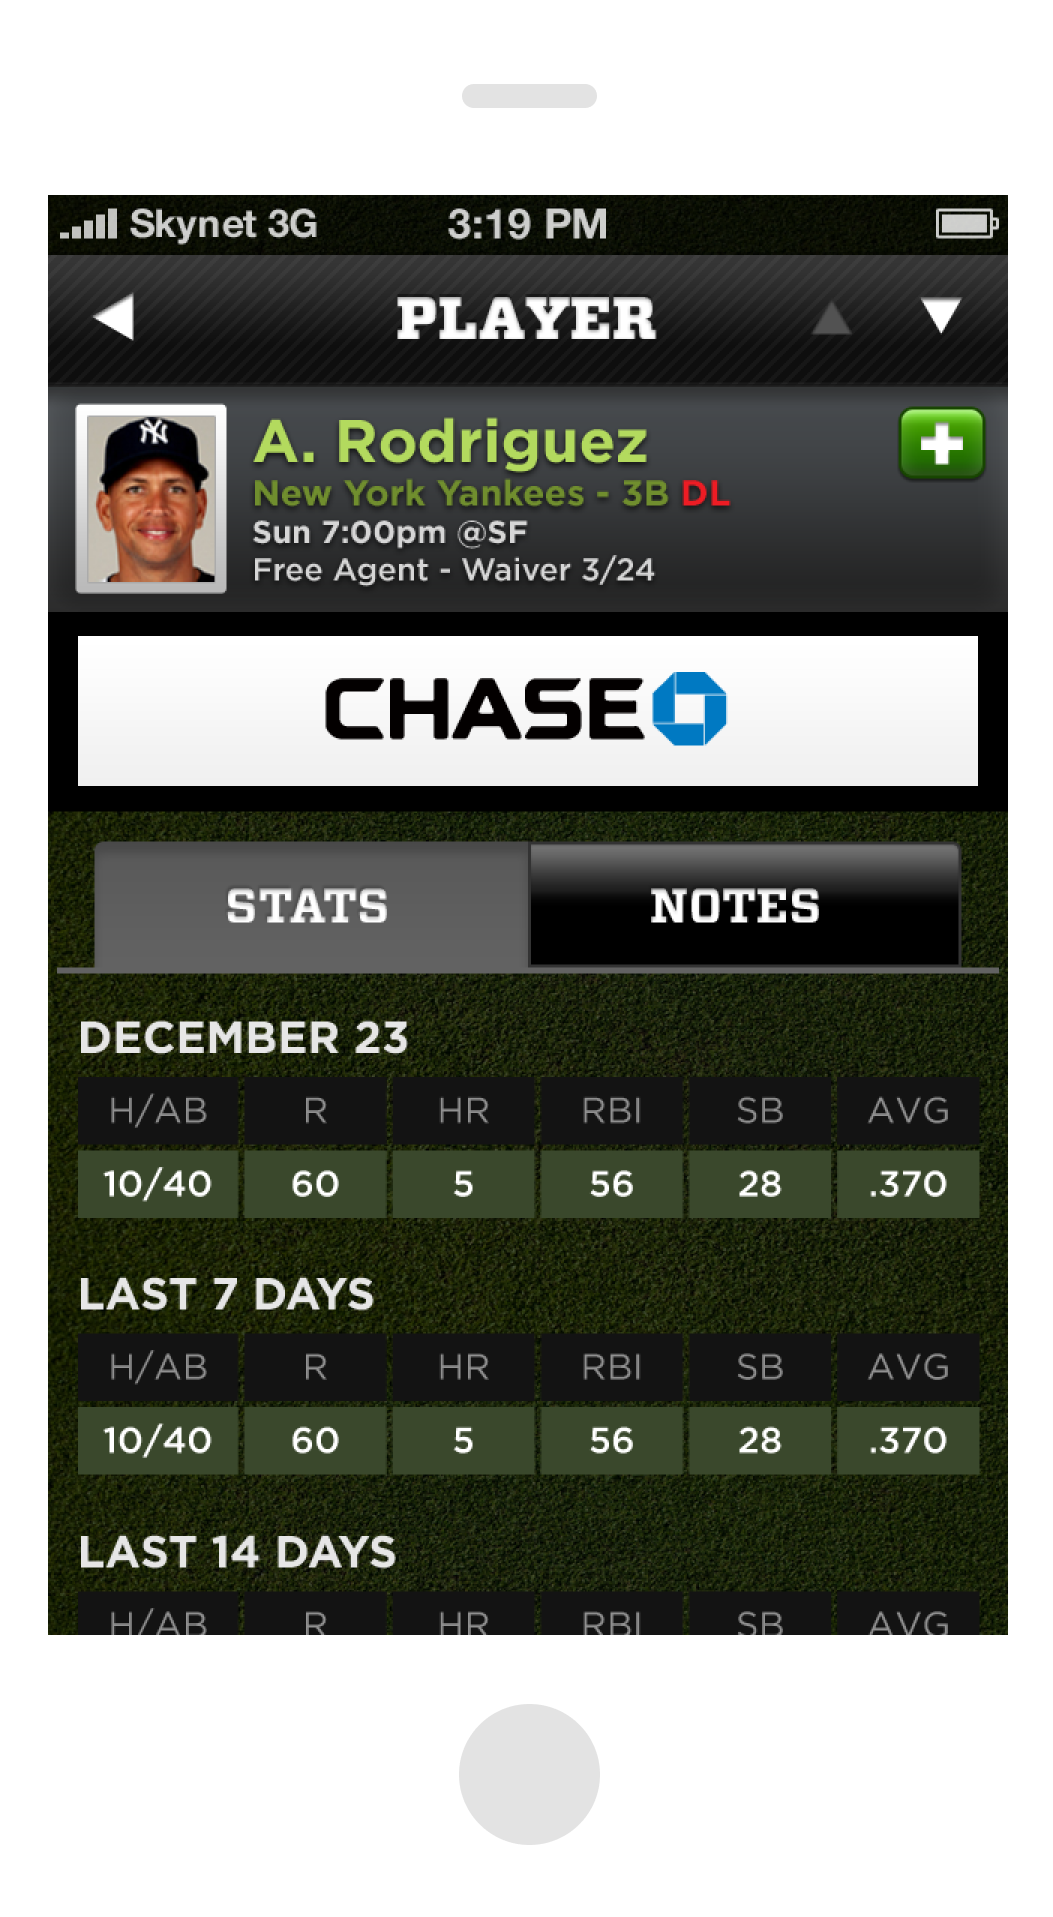 Skynet 3G 3:19 PM
PLAYER
NY
A. Rodriguez
New York Yankees - 3B DL
Sun 7:00pm @SF
Free Agent - Waiver 3/24
CHASE
STATS NOTES
DECEMBER 23
H/AB R HR RBI SB AVG
10/40 60 5 56 28 .370
LAST 7 DAYS
H/AB R HR RBI SB AVG
10/40 60 5 56 28 .370
LAST 14 DAYS
H/AB R HR RBI SB AVG